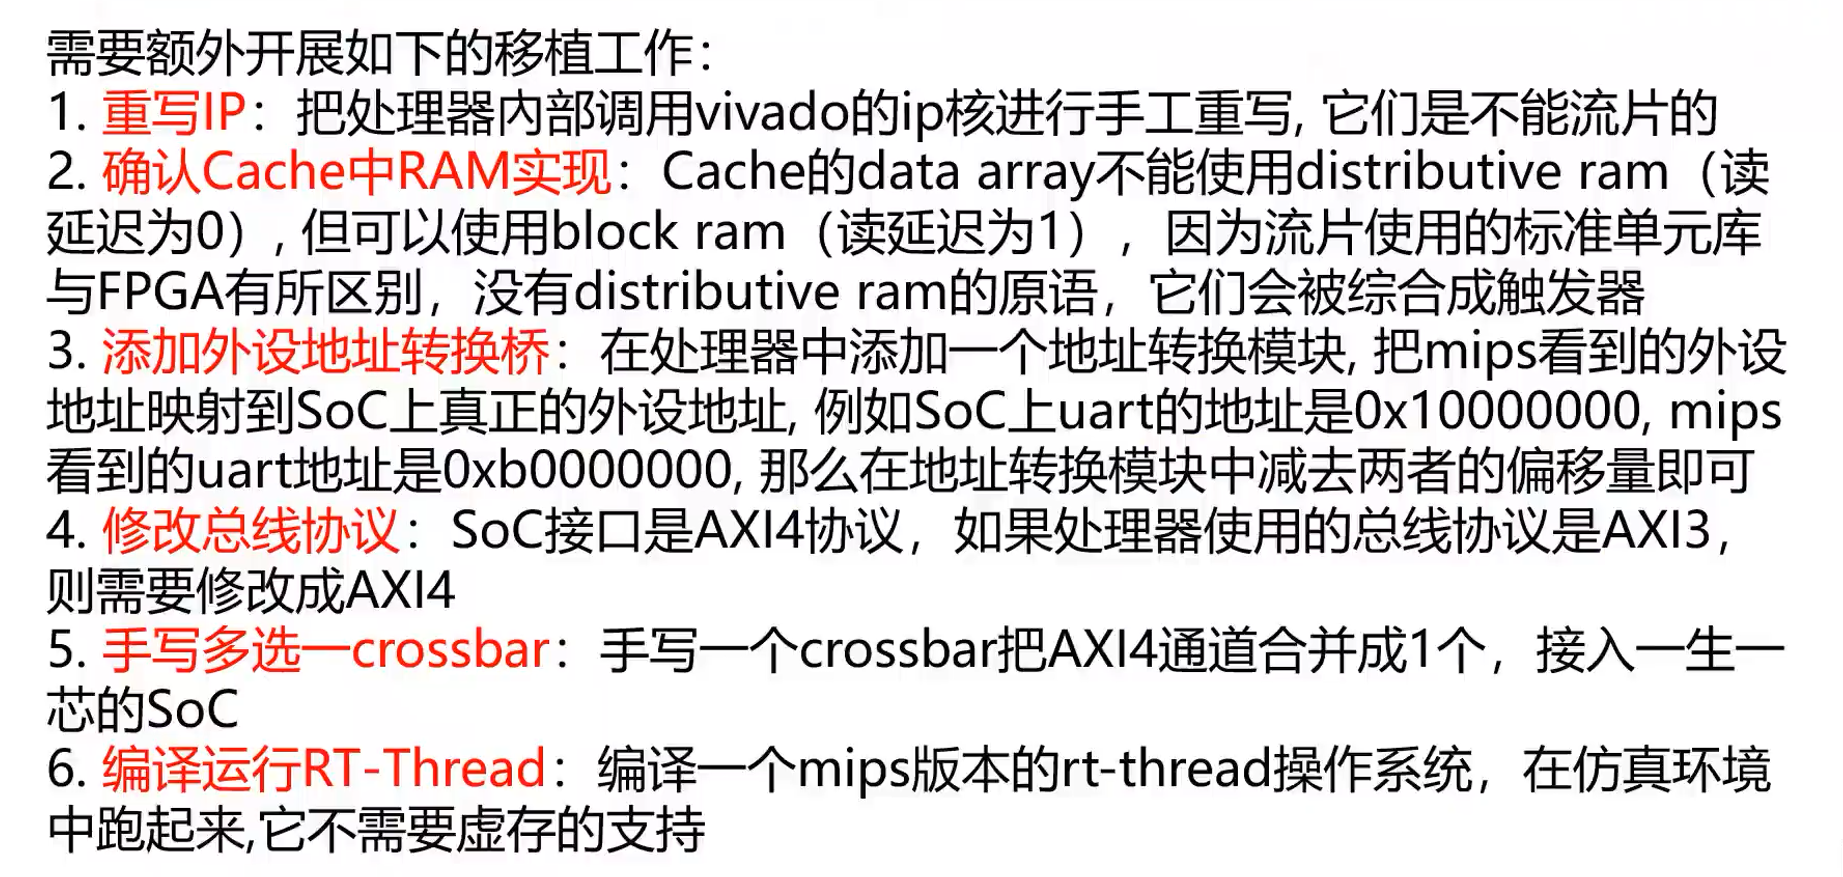 需要额外开展如下的移植工作：
1. 重写IP：把处理器内部调用vivado的ip核进行手工重写, 它们是不能流片的
2. 确认Cache中RAM实现：Cache的data array不能使用distributive ram（读
延迟为0）, 但可以使用block ram（读延迟为1），因为流片使用的标准单元库
与FPGA有所区别，没有distributive ram的原语，它们会被综合成触发器
3. 添加外设地址转换桥：在处理器中添加一个地址转换模块, 把mips看到的外设
地址映射到SoC上真正的外设地址, 例如SoC上uart的地址是0x10000000, mips
看到的uart地址是0xb0000000, 那么在地址转换模块中减去两者的偏移量即可
4. 修改总线协议：SoC接口是AXI4协议，如果处理器使用的总线协议是AXI3，
则需要修改成AXI4
5. 手写多选一crossbar：手写一个crossbar把AXI4通道合并成1个，接入一生一
芯的SoC
6. 编译运行RT-Thread：编译一个mips版本的rt-thread操作系统，在仿真环境
中跑起来,它不需要虚存的支持